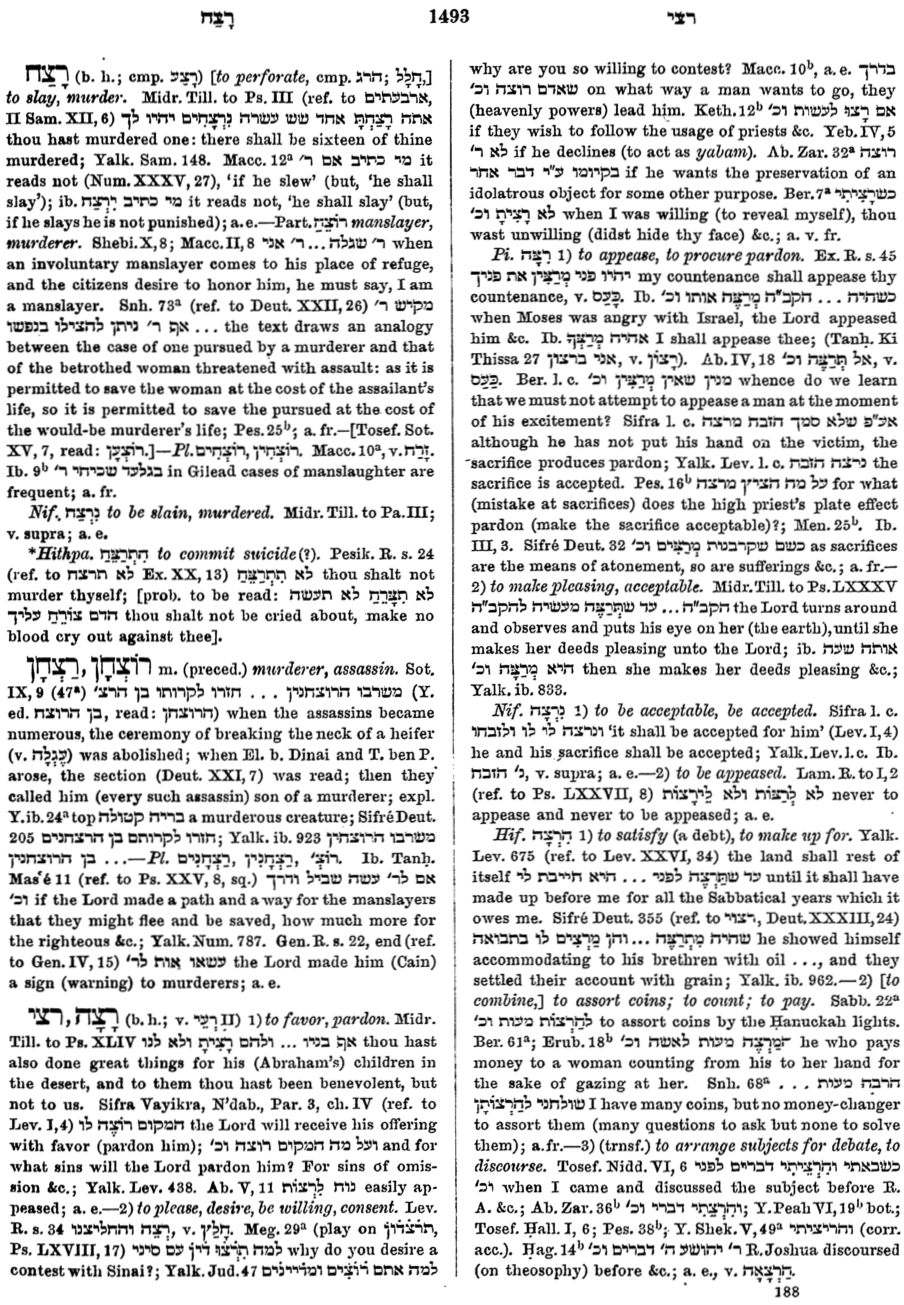 רָצַח
1493
רצי
רָצַח (b. h.; cmp. רָצַע) [to perforate, cmp. הרג; חָלַל,]
to slay, murder. Midr. Till. to Ps. III (ref. to ארבעתים,
II Sam. XII, 6) אתה רָצַחְתָּ אחד שש עשרה נִרְצָחִים יהיו לך
thou hast murdered one: there shall be sixteen of thine
murdered; Yalk. Sam. 148. Macc. 12ᵃ מי כתיב אם ר׳ it
reads not (Num. XXXV, 27), ‘if he slew’ (but, ‘he shall
slay’); ib. מי כתיב יִרְצַח it reads not, ‘he shall slay’ (but,
if he slays he is not punished); a. e.—Part. רוֹצֵחַ manslayer,
murderer. Shebi. X, 8; Macc. II, 8 ר׳ שגלה ... ר׳ אני when
an involuntary manslayer comes to his place of refuge,
and the citizens desire to honor him, he must say, I am
a manslayer. Snh. 73ᵃ (ref. to Deut. XXII, 26) מקיש ר׳
... אף ר׳ ניתן להצילו בנפשו the text draws an analogy
between the case of one pursued by a murderer and that
of the betrothed woman threatened with assault: as it is
permitted to save the woman at the cost of the assailant’s
life, so it is permitted to save the pursued at the cost of
the would-be murderer’s life; Pes. 25ᵇ; a. fr.—[Tosef. Sot.
XV, 7, read: רוֹצְעָן.]—Pl. רוֹצְחִים, רוֹצְחִין. Macc. 10ᵃ, v. זָרַח.
Ib. 9ᵇ בגלעד שכיחי ר׳ in Gilead cases of manslaughter are
frequent; a. fr.
Nif. נִרְצַח to be slain, murdered. Midr. Till. to Pa. III;
v. supra; a. e.
*Hithpa. הִתְרַצַּח to commit suicide (?). Pesik. R. s. 24
(ref. to לא תרצח Ex. XX, 13) לא תִתְרַצַּח thou shalt not
murder thyself; [prob. to be read: לא תִצָּרַח לא תעשה
הדם צוֹרֵחַ עליך thou shalt not be cried about, make no
blood cry out against thee].
רוֹצְחָן, רַצְחָן m. (preced.) murderer, assassin. Sot.
IX, 9 (47ᵃ) משרבו הרוצחנין ... חזרו לקרותו בן הרצ׳ (Y.
ed. בן הרוצח, read: הרוצחן) when the assassins became
numerous, the ceremony of breaking the neck of a heifer
(v. עֶגְלָה) was abolished; when El. b. Dinai and T. ben P.
arose, the section (Deut. XXI, 7) was read; then they
called him (every such assassin) son of a murderer; expl.
Y. ib. 24ᵃ top בריה קטולה a murderous creature; Sifré Deut.
205 חזרו לקרותם בן הרצחנים; Yalk. ib. 923 משרבו הרוצחין
... בן הרוצחנין—Pl. רַצְחָנִין, רַצְחָנִים, רוֹצְ׳. Ib. Tanḥ.
Mas‘é 11 (ref. to Ps. XXV, 8, sq.) אם לר׳ עשה שביל ודרך
וכ׳ if the Lord made a path and a way for the manslayers
that they might flee and be saved, how much more for
the righteous &c.; Yalk. Num. 787. Gen. R. s. 22, end (ref.
to Gen. IV, 15) עשאו אות לר׳ the Lord made him (Cain)
a sign (warning) to murderers; a. e.
רָצָה, רצי (b. h.; v. רְעֵי II) 1) to favor, pardon. Midr.
Till. to Ps. XLIV אף בניו ... ולהם רָצִיתָ ולא לנו thou hast
also done great things for his (Abraham’s) children in
the desert, and to them thou hast been benevolent, but
not to us. Sifra Vayikra, N’dab., Par. 3, ch. IV (ref. to
Lev. I, 4) המקום רוֹצֶה לו the Lord will receive his offering
with favor (pardon him); ועל מה המקום רוצה וכ׳ and for
what sins will the Lord pardon him? For sins of omis-
sion &c.; Yalk. Lev. 438. Ab. V, 11 נוח לִרְצוֹת easily ap-
peased; a. e.—2) to please, desire, be willing, consent. Lev.
R. s. 34 רְצֵה והחליצנו, v. חָלַץ. Meg. 29ᵃ (play on תרצדון,
Ps. LXVIII, 17) למה תִּרְצוּ דין עם סיני why do you desire a
contest with Sinai?; Yalk. Jud. 47 למה אתם רוֹצִים ומדיינים
why are you so willing to contest? Macc. 10ᵇ, a. e. בדרך
שאדם רוצה וכ׳ on what way a man wants to go, they
(heavenly powers) lead him. Keth. 12ᵇ אם רָצוּ לעשות וכ׳
if they wish to follow the usage of priests &c. Yeb. IV, 5
לא ר׳ if he declines (to act as yabam). Ab. Zar. 32ᵃ רוצה
בקיומו ע״י דבר אחר if he wants the preservation of an
idolatrous object for some other purpose. Ber. 7ᵃ כשרציתי
לא רָצִיתָ וכ׳ when I was willing (to reveal myself), thou
wast unwilling (didst hide thy face) &c.; a. v. fr.
Pi. רִצָּה 1) to appease, to procure pardon. Ex. R. s. 45
יהיו פני מְרַצִּין את פניך my countenance shall appease thy
countenance, v. כַּעַס. Ib. כשהיה ... הקב״ה מְרַצֶּה אותו וכ׳
when Moses was angry with Israel, the Lord appeased
him &c. Ib. אהיה מְרַצְּךָ I shall appease thee; (Tanḥ. Ki
Thissa 27 אני ברצון, v. רָצוֹן). Ab. IV, 18 אל תְּרַצֶּה וכ׳, v.
כַּעַס. Ber. l. c. מנין שאין מְרַצִּין וכ׳ whence do we learn
that we must not attempt to appease a man at the moment
of his excitement? Sifra l. c. אע״פ שלא סמך הזבח מרצה
although he has not put his hand on the victim, the
sacrifice produces pardon; Yalk. Lev. l. c. נרצה הזבח the
sacrifice is accepted. Pes. 16ᵇ על מה הציץ מרצה for what
(mistake at sacrifices) does the high priest’s plate effect
pardon (make the sacrifice acceptable)?; Men. 25ᵇ. Ib.
III, 3. Sifré Deut. 32 כשם שקרבנות מְרַצִּים וכ׳ as sacrifices
are the means of atonement, so are sufferings &c.; a. fr.—
2) to make pleasing, acceptable. Midr. Till. to Ps. LXXXV
הקב״ה ... עד שתְּרַצֶּה מעשיה להקב״ה the Lord turns around
and observes and puts his eye on her (the earth), until she
makes her deeds pleasing unto the Lord; ib. אותה שעה
היא מְרַצָּה וכ׳ then she makes her deeds pleasing &c.;
Yalk. ib. 833.
Nif. נִרְצָה 1) to be acceptable, be accepted. Sifra l. c.
ונרצה לו לו ולזבחו ‘it shall be accepted for him’ (Lev. I, 4)
he and his sacrifice shall be accepted; Yalk. Lev. l. c. Ib.
נ׳ הזבח, v. supra; a. e.—2) to be appeased. Lam. R. to I, 2
(ref. to Ps. LXXVII, 8) לא לְרַצּוֹת ולא לֵירָצוֹת never to
appease and never to be appeased; a. e.
Hif. הִרְצָה 1) to satisfy (a debt), to make up for. Yalk.
Lev. 675 (ref. to Lev. XXVI, 34) the land shall rest of
itself עד שתַּרְצֶה לפני ... היא חייבת לי until it shall have
made up before me for all the Sabbatical years which it
owes me. Sifré Deut. 355 (ref. to רצוי, Deut. XXXIII, 24)
שהיה מִתְרַצֶּה ... והן מַרְצִים לו בתבואה he showed himself
accommodating to his brethren with oil ..., and they
settled their account with grain; Yalk. ib. 962.—2) [to
combine,] to assort coins; to count; to pay. Sabb. 22ᵃ
להַרְצוֹת מעות וכ׳ to assort coins by the Ḥanuckah lights.
Ber. 61ᵃ; Erub. 18ᵇ המַרְצֶה מעות לאשה וכ׳ he who pays
money to a woman counting from his to her hand for
the sake of gazing at her. Snh. 68ᵃ הרבה מעות ...
שולחני להַרְצוֹתָן I have many coins, but no money-changer
to assort them (many questions to ask but none to solve
them); a. fr.—3) (trnsf.) to arrange subjects for debate, to
discourse. Tosef. Nidd. VI, 6 כשבאתי והִרְצֵיתִי דברים לפני
וכ׳ when I came and discussed the subject before R.
A. &c.; Ab. Zar. 36ᵇ והִרְצֵתִי דברי וכ׳; Y. Peah VI, 19ᵇ bot.;
Tosef. Ḥall. I, 6; Pes. 38ᵇ; Y. Shek. V, 49ᵃ והריציתי (corr.
acc.). Ḥag. 14ᵇ ר׳ יהושע ה׳ דברים וכ׳ R. Joshua discoursed
(on theosophy) before &c.; a. e., v. הַרְצָאָה.
188